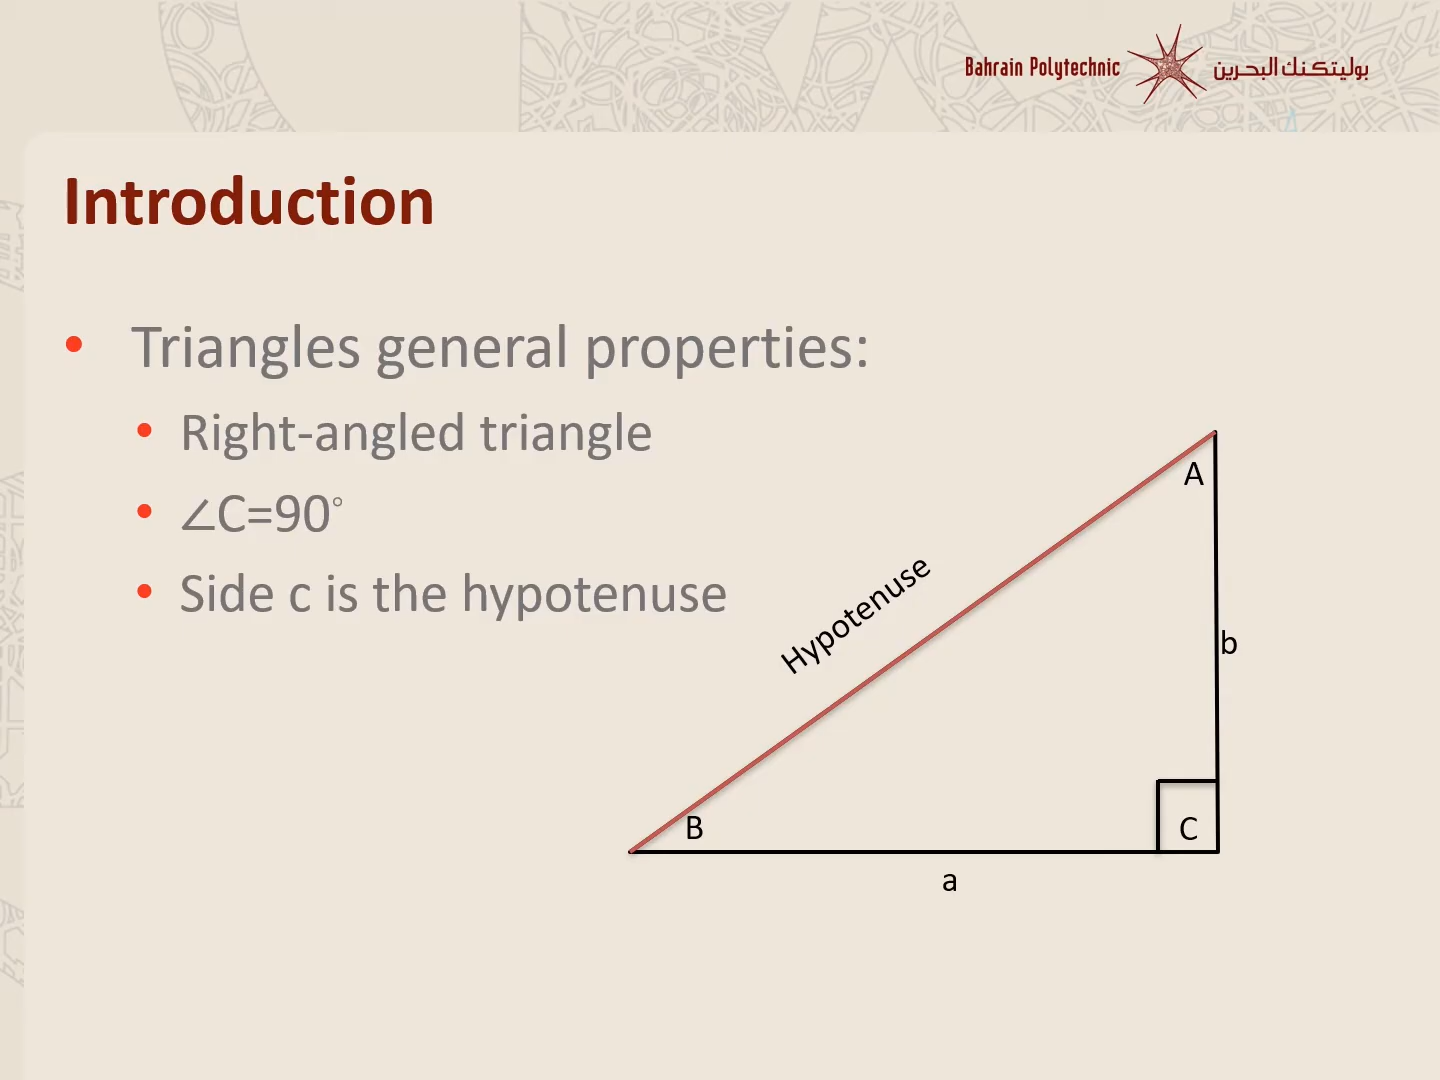 Bahrain Polytechnic بوليتكنك البحرين
Introduction
• Triangles general properties:
• Right-angled triangle
• ∠C=90°
• Side c is the hypotenuse
A
Hypotenuse
b
B
C
a